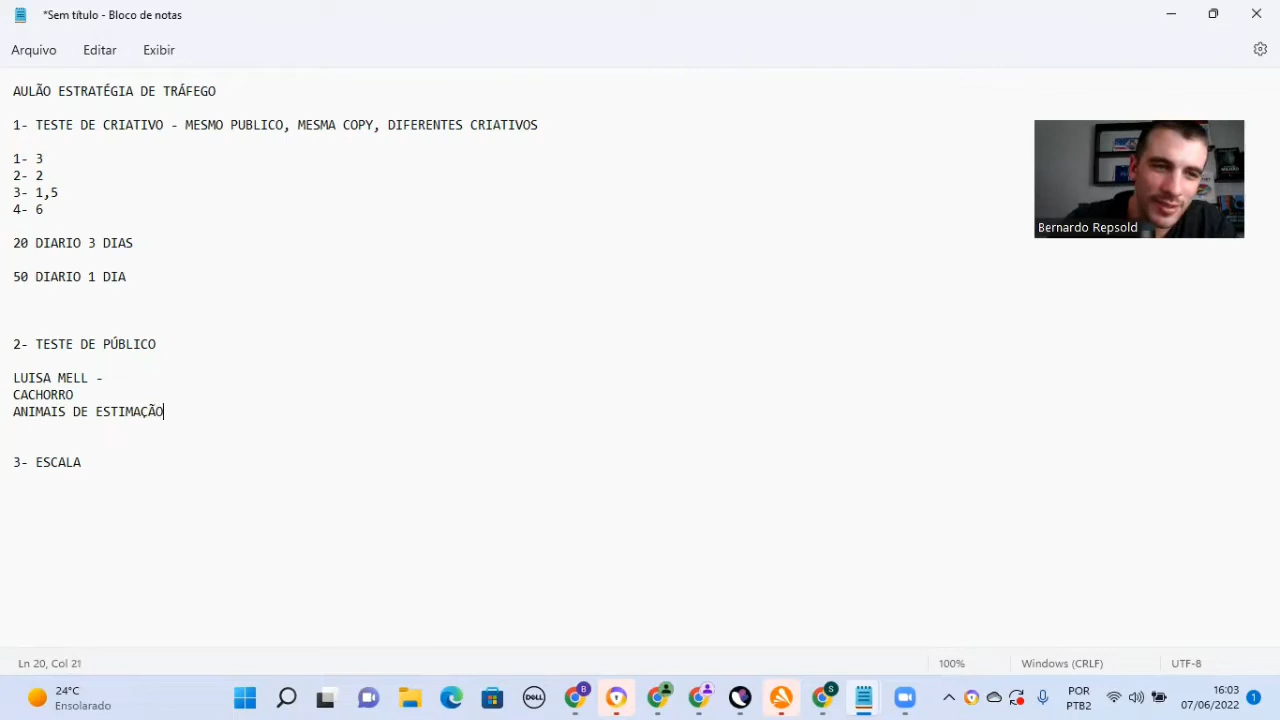 *Sem título - Bloco de notas
Arquivo Editar Exibir
AULÃO ESTRATÉGIA DE TRÁFEGO
1- TESTE DE CRIATIVO - MESMO PUBLICO, MESMA COPY, DIFERENTES CRIATIVOS
1- 3
2- 2
3- 1,5
4- 6
20 DIARIO 3 DIAS
50 DIARIO 1 DIA
2- TESTE DE PÚBLICO
LUISA MELL -
CACHORRO
ANIMAIS DE ESTIMAÇÃO
3- ESCALA
Bernardo Repsold
Ln 20, Col 21
100%
Windows (CRLF)
UTF-8
24°C
Ensolarado
DELL
B
S
POR
PTB2
16:03
07/06/2022
1